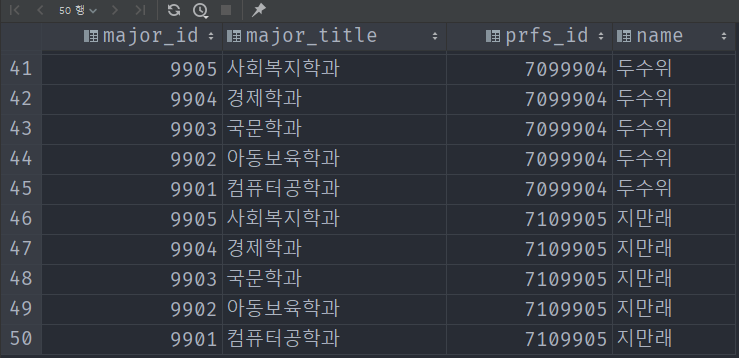 50 행
major_id major_title prfs_id name
41 9905 사회복지학과 7099904 두수위
42 9904 경제학과 7099904 두수위
43 9903 국문학과 7099904 두수위
44 9902 아동보육학과 7099904 두수위
45 9901 컴퓨터공학과 7099904 두수위
46 9905 사회복지학과 7109905 지만래
47 9904 경제학과 7109905 지만래
48 9903 국문학과 7109905 지만래
49 9902 아동보육학과 7109905 지만래
50 9901 컴퓨터공학과 7109905 지만래